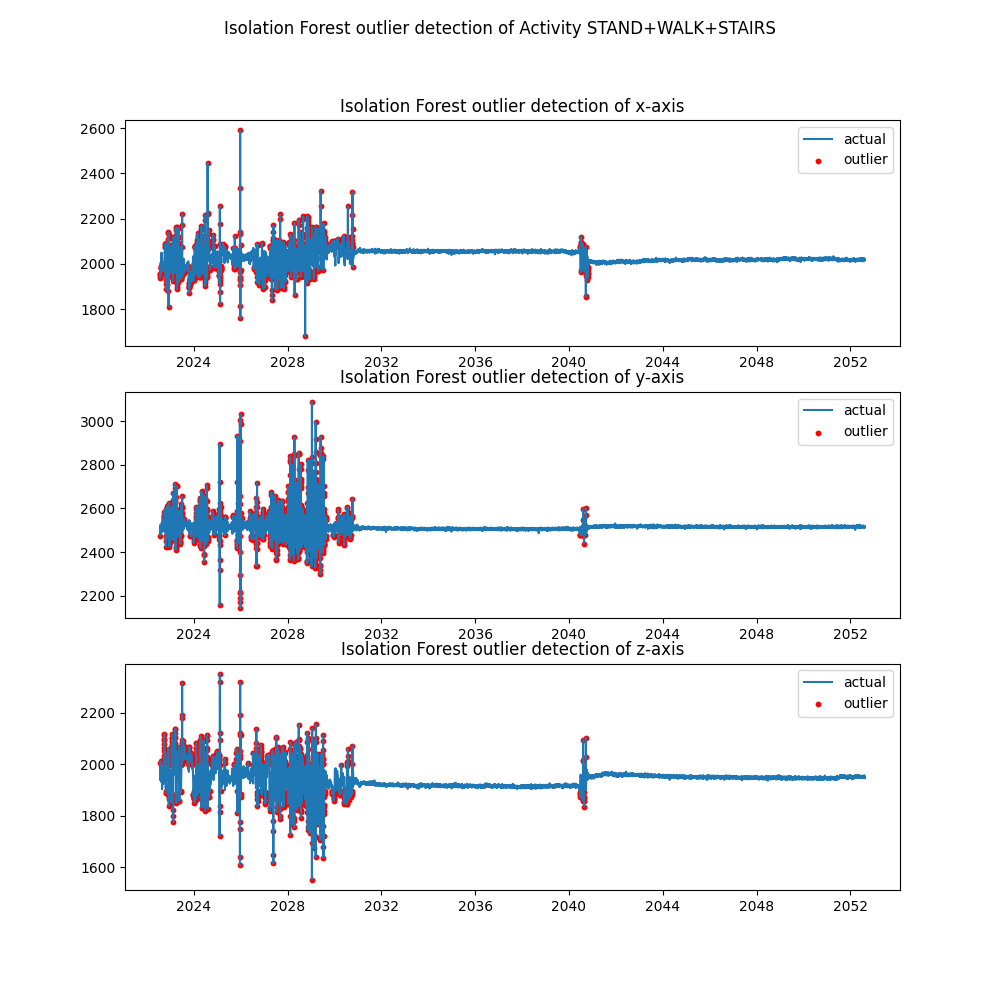 Isolation Forest outlier detection of Activity STAND+WALK+STAIRS
Isolation Forest outlier detection of x-axis
2600
2400
2200
2000
1800
actual
outlier
2024 2028 2032 2036 2040 2044 2048 2052
Isolation Forest outlier detection of y-axis
3000
2800
2600
2400
2200
actual
outlier
2024 2028 2032 2036 2040 2044 2048 2052
Isolation Forest outlier detection of z-axis
2200
2000
1800
1600
actual
outlier
2024 2028 2032 2036 2040 2044 2048 2052